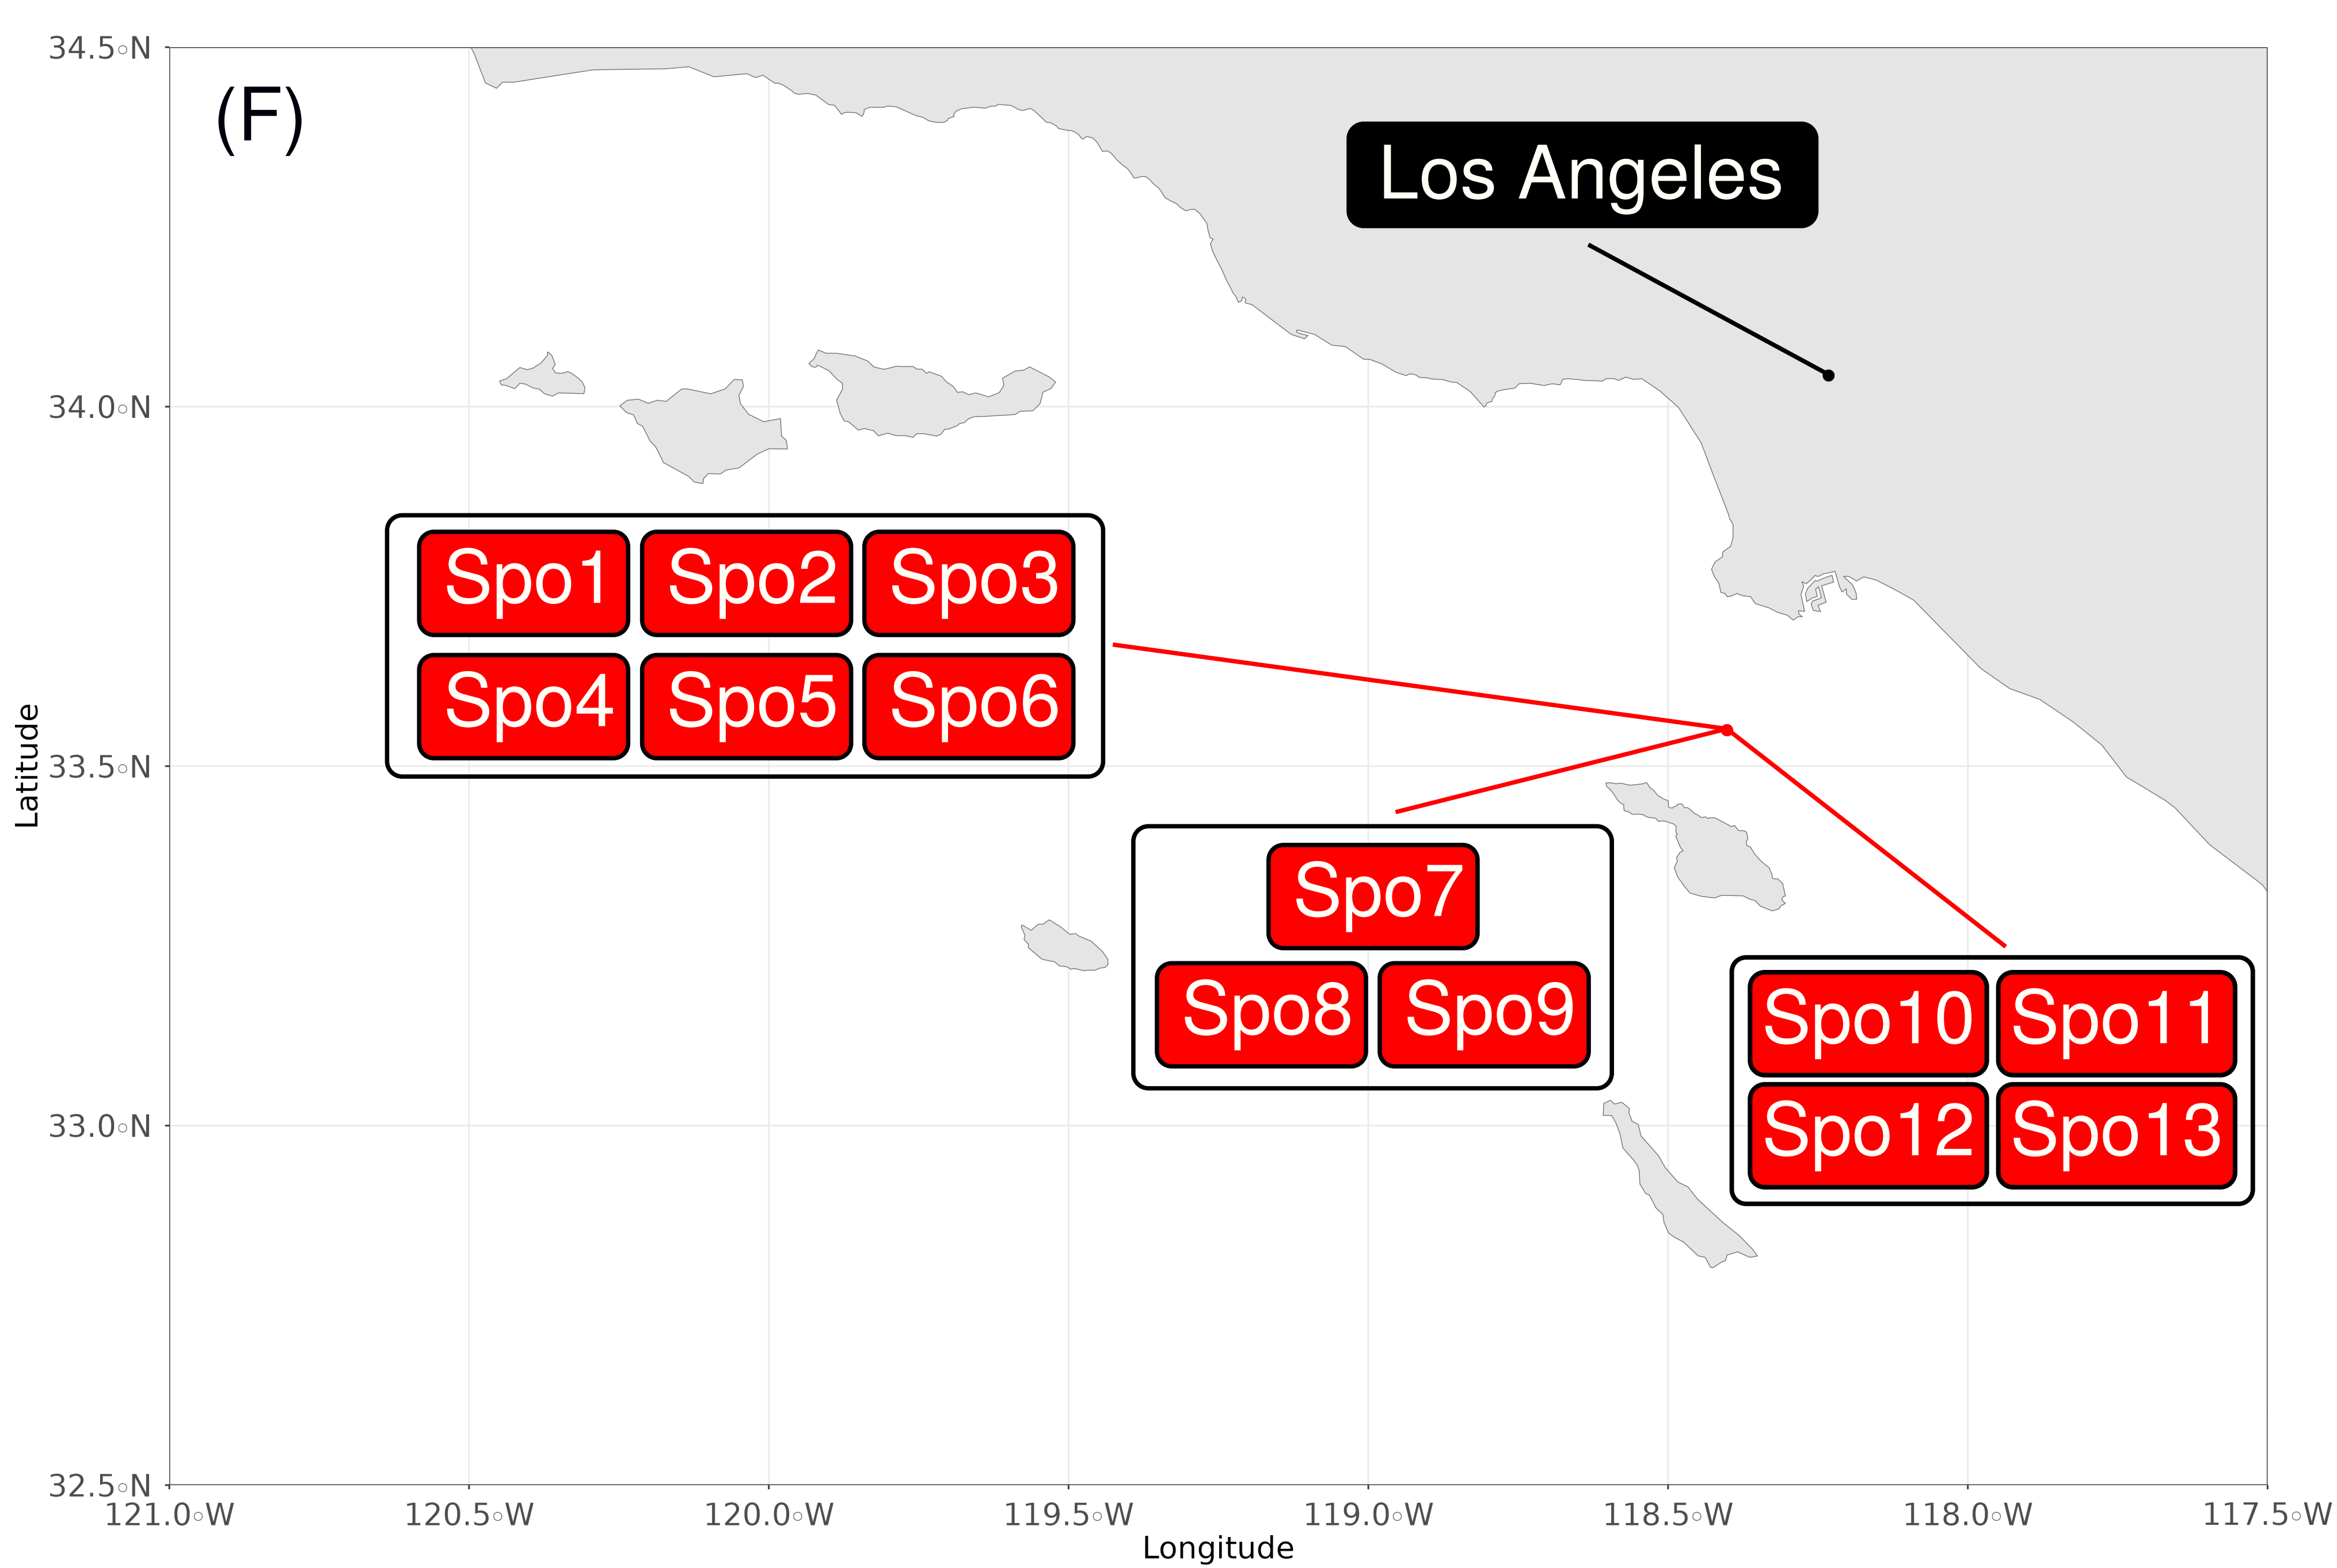 34.5◦N
(F)
Los Angeles
34.0◦N
Spo1 Spo2 Spo3
Spo4 Spo5 Spo6
Latitude
33.5◦N
Spo7
Spo8 Spo9
Spo10 Spo11
Spo12 Spo13
33.0◦N
32.5◦N
121.0◦W 120.5◦W 120.0◦W 119.5◦W 119.0◦W 118.5◦W 118.0◦W 117.5◦W
Longitude